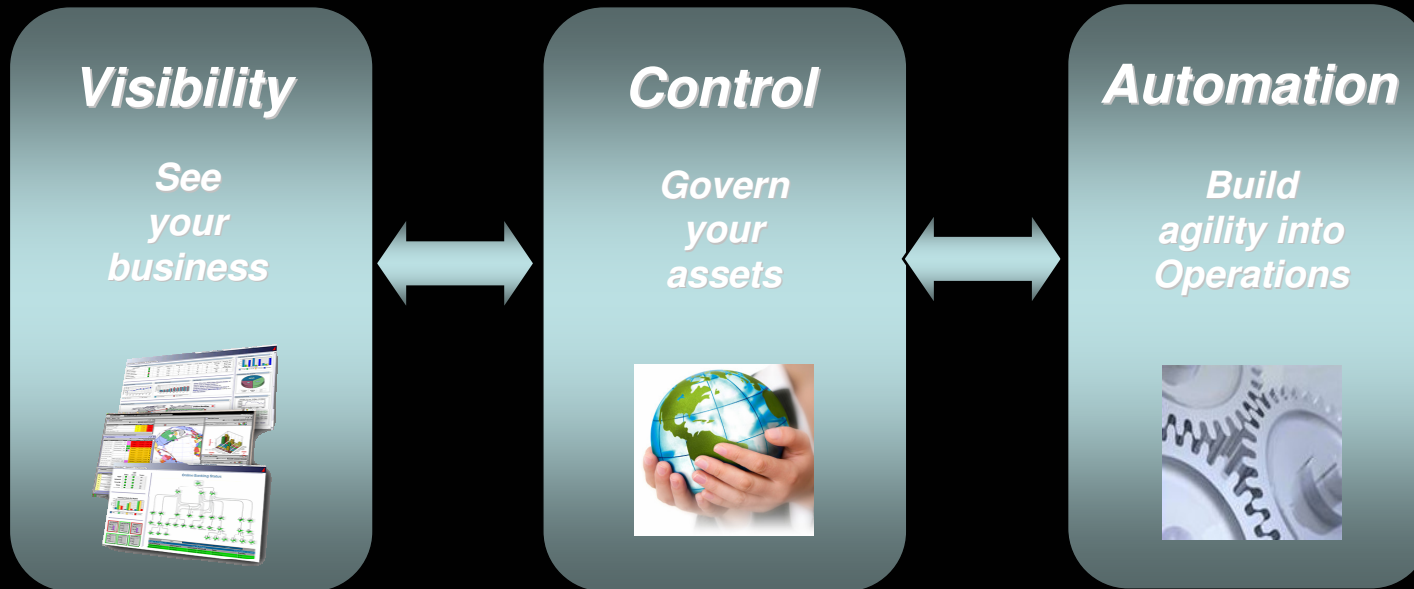 Visibility
See
your
business
Control
Govern
your
assets
Automation
Build
agility into
Operations